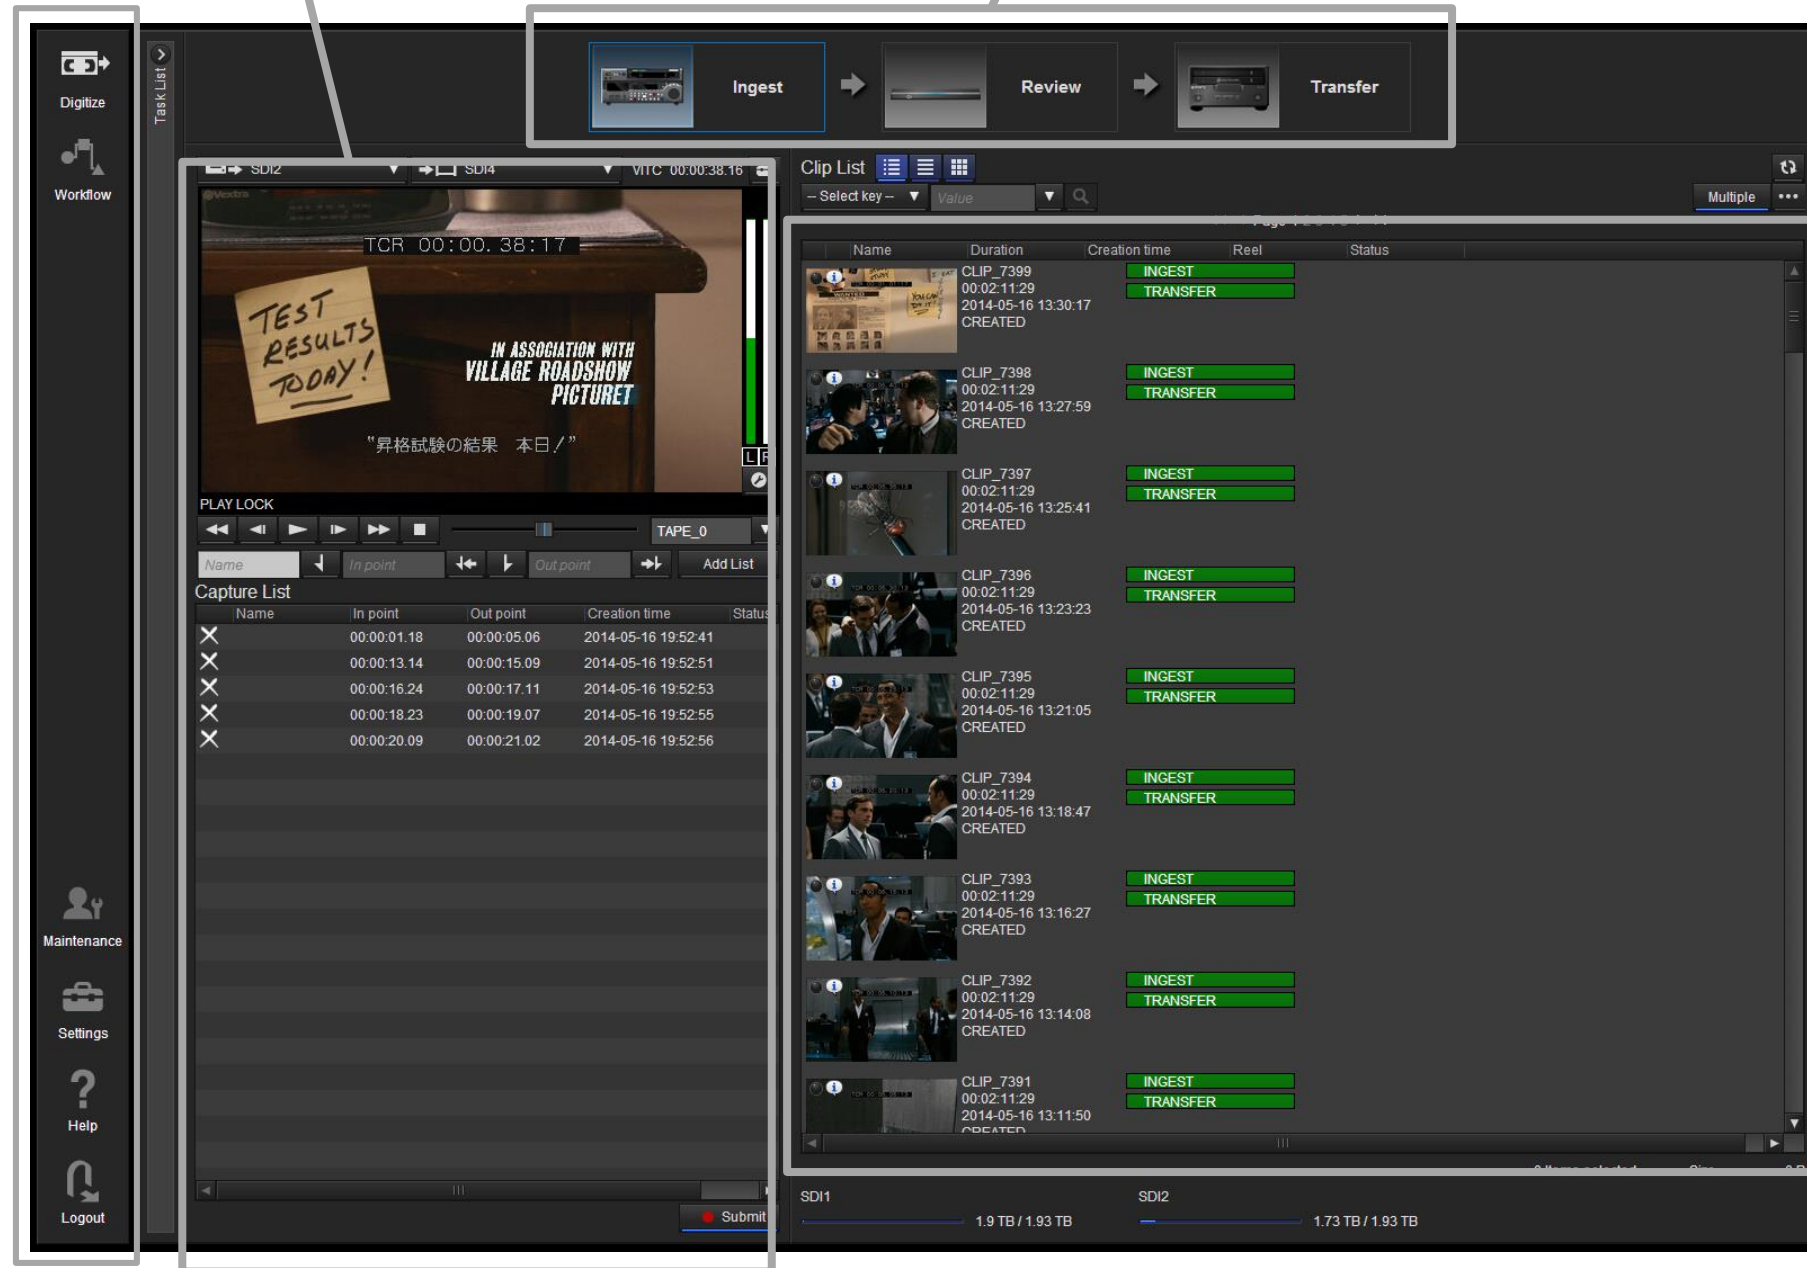 Digitize
Workflow
Maintenance
Settings
Help
Logout
Task List
Ingest
Review
Transfer
SDI2
SDI4
VITC 00:00:38.16
@Vextra
TCR 00:00.38:17
TEST
RESULTS
TODAY!
IN ASSOCIATION WITH
VILLAGE ROADSHOW
PICTURET
“昇格試験の結果 本日!”
L
PLAY LOCK
TAPE_0
Name
In point
Out point
Add List
Capture List
Name In point Out point Creation time Status
00:00:01.18 00:00:05.06 2014-05-16 19:52:41
00:00:13.14 00:00:15.09 2014-05-16 19:52:51
00:00:16.24 00:00:17.11 2014-05-16 19:52:53
00:00:18.23 00:00:19.07 2014-05-16 19:52:55
00:00:20.09 00:00:21.02 2014-05-16 19:52:56
Submit
Clip List
-- Select key -- Value
Multiple
Name Duration Creation time Reel Status
CLIP_7399 INGEST
00:02:11:29 TRANSFER
2014-05-16 13:30:17
CREATED
CLIP_7398 INGEST
00:02:11:29 TRANSFER
2014-05-16 13:27:59
CREATED
CLIP_7397 INGEST
00:02:11:29 TRANSFER
2014-05-16 13:25:41
CREATED
CLIP_7396 INGEST
00:02:11:29 TRANSFER
2014-05-16 13:23:23
CREATED
CLIP_7395 INGEST
00:02:11:29 TRANSFER
2014-05-16 13:21:05
CREATED
CLIP_7394 INGEST
00:02:11:29 TRANSFER
2014-05-16 13:18:47
CREATED
CLIP_7393 INGEST
00:02:11:29 TRANSFER
2014-05-16 13:16:27
CREATED
CLIP_7392 INGEST
00:02:11:29 TRANSFER
2014-05-16 13:14:08
CREATED
CLIP_7391 INGEST
00:02:11:29 TRANSFER
2014-05-16 13:11:50
CREATED
SDI1
1.9 TB / 1.93 TB
SDI2
1.73 TB / 1.93 TB